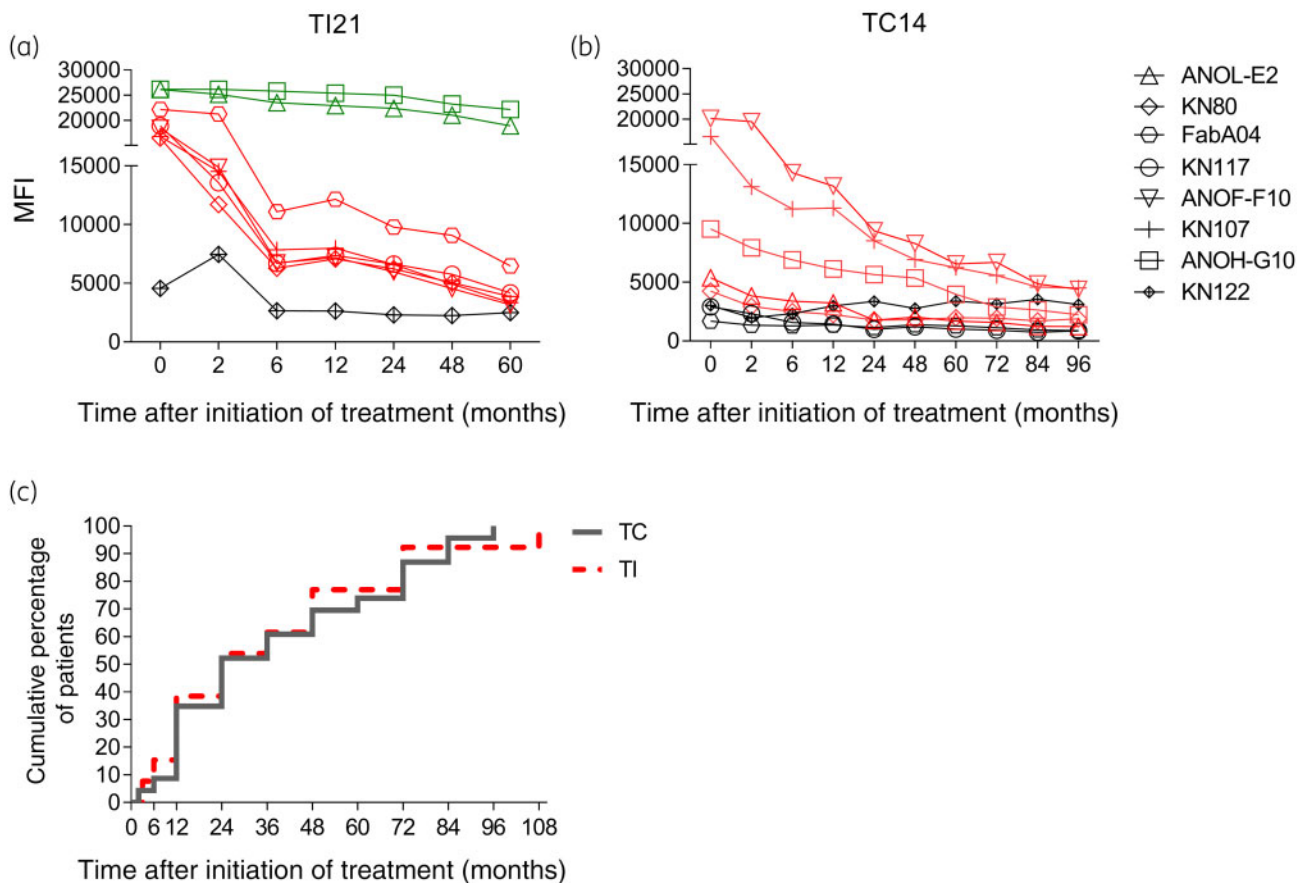 TI21
(a)
30000
25000
20000
15000
10000
5000
0
MFI
0 2 6 12 24 48 60
Time after initiation of treatment (months)
TC14
(b)
30000
25000
20000
15000
10000
5000
0
0 2 6 12 24 48 60 72 84 96
Time after initiation of treatment (months)
ANOL-E2
KN80
FabA04
KN117
ANOF-F10
KN107
ANOH-G10
KN122
(c)
100
90
80
70
60
50
40
30
20
10
0
Cumulative percentage
of patients
0 6 12 24 36 48 60 72 84 96 108
Time after initiation of treatment (months)
TC
TI